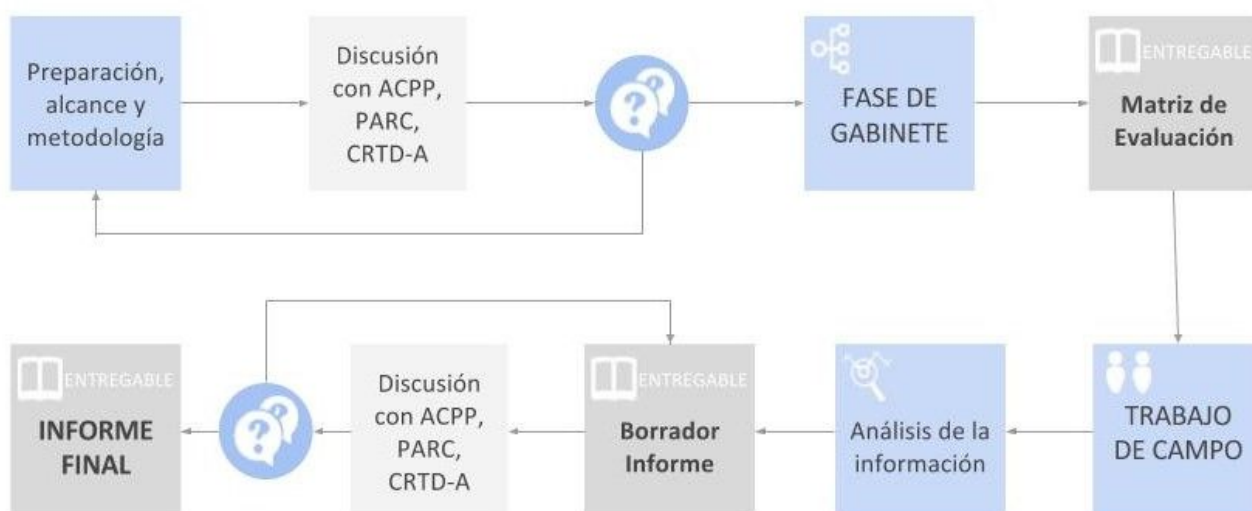 Preparación,
alcance y
metodología
Discusión
con ACPP,
PARC,
CRTD-A
?
?
FASE DE
GABINETE
ENTREGABLE
Matriz de
Evaluación
ENTREGABLE
INFORME
FINAL
?
?
Discusión
con ACPP,
PARC,
CRTD-A
ENTREGABLE
Borrador
Informe
Análisis de la
información
TRABAJO
DE CAMPO